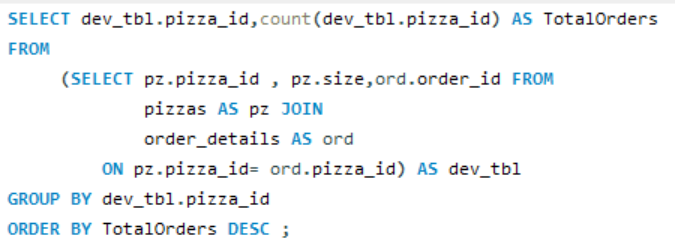 SELECT dev_tbl.pizza_id,count(dev_tbl.pizza_id) AS TotalOrders
FROM
(SELECT pz.pizza_id , pz.size,ord.order_id FROM
pizzas AS pz JOIN
order_details AS ord
ON pz.pizza_id= ord.pizza_id) AS dev_tbl
GROUP BY dev_tbl.pizza_id
ORDER BY TotalOrders DESC ;